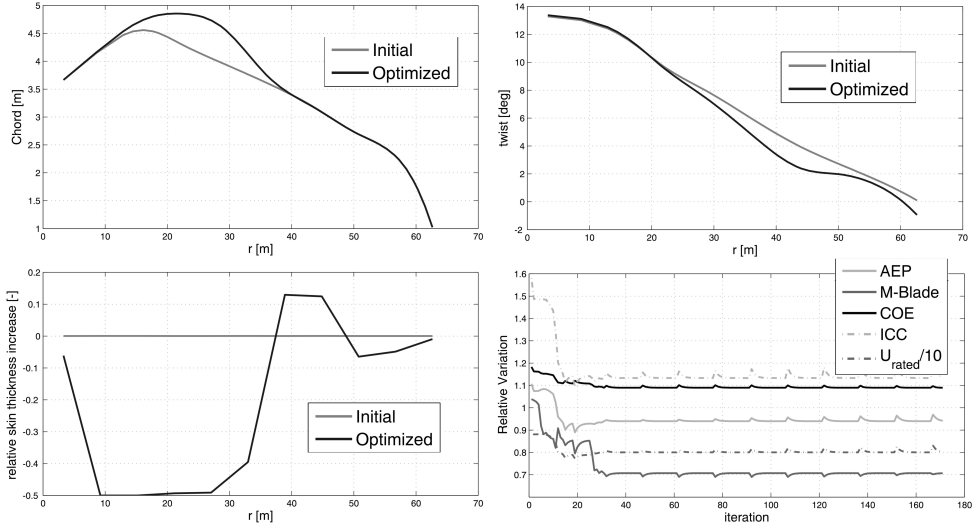 5
4.5
4
3.5
3
2.5
2
1.5
1
Chord [m]
0 10 20 30 40 50 60 70
r [m]
Initial
Optimized
14
12
10
8
6
4
2
0
-2
twist [deg]
0 10 20 30 40 50 60 70
r [m]
Initial
Optimized
0.2
0.1
0
-0.1
-0.2
-0.3
-0.4
-0.5
relative skin thickness increase [-]
0 10 20 30 40 50 60 70
r [m]
Initial
Optimized
1.6
1.5
1.4
1.3
1.2
1.1
1
0.9
0.8
0.7
Relative Variation
0 20 40 60 80 100 120 140 160 180
iteration
AEP
M-Blade
COE
ICC
U_rated/10